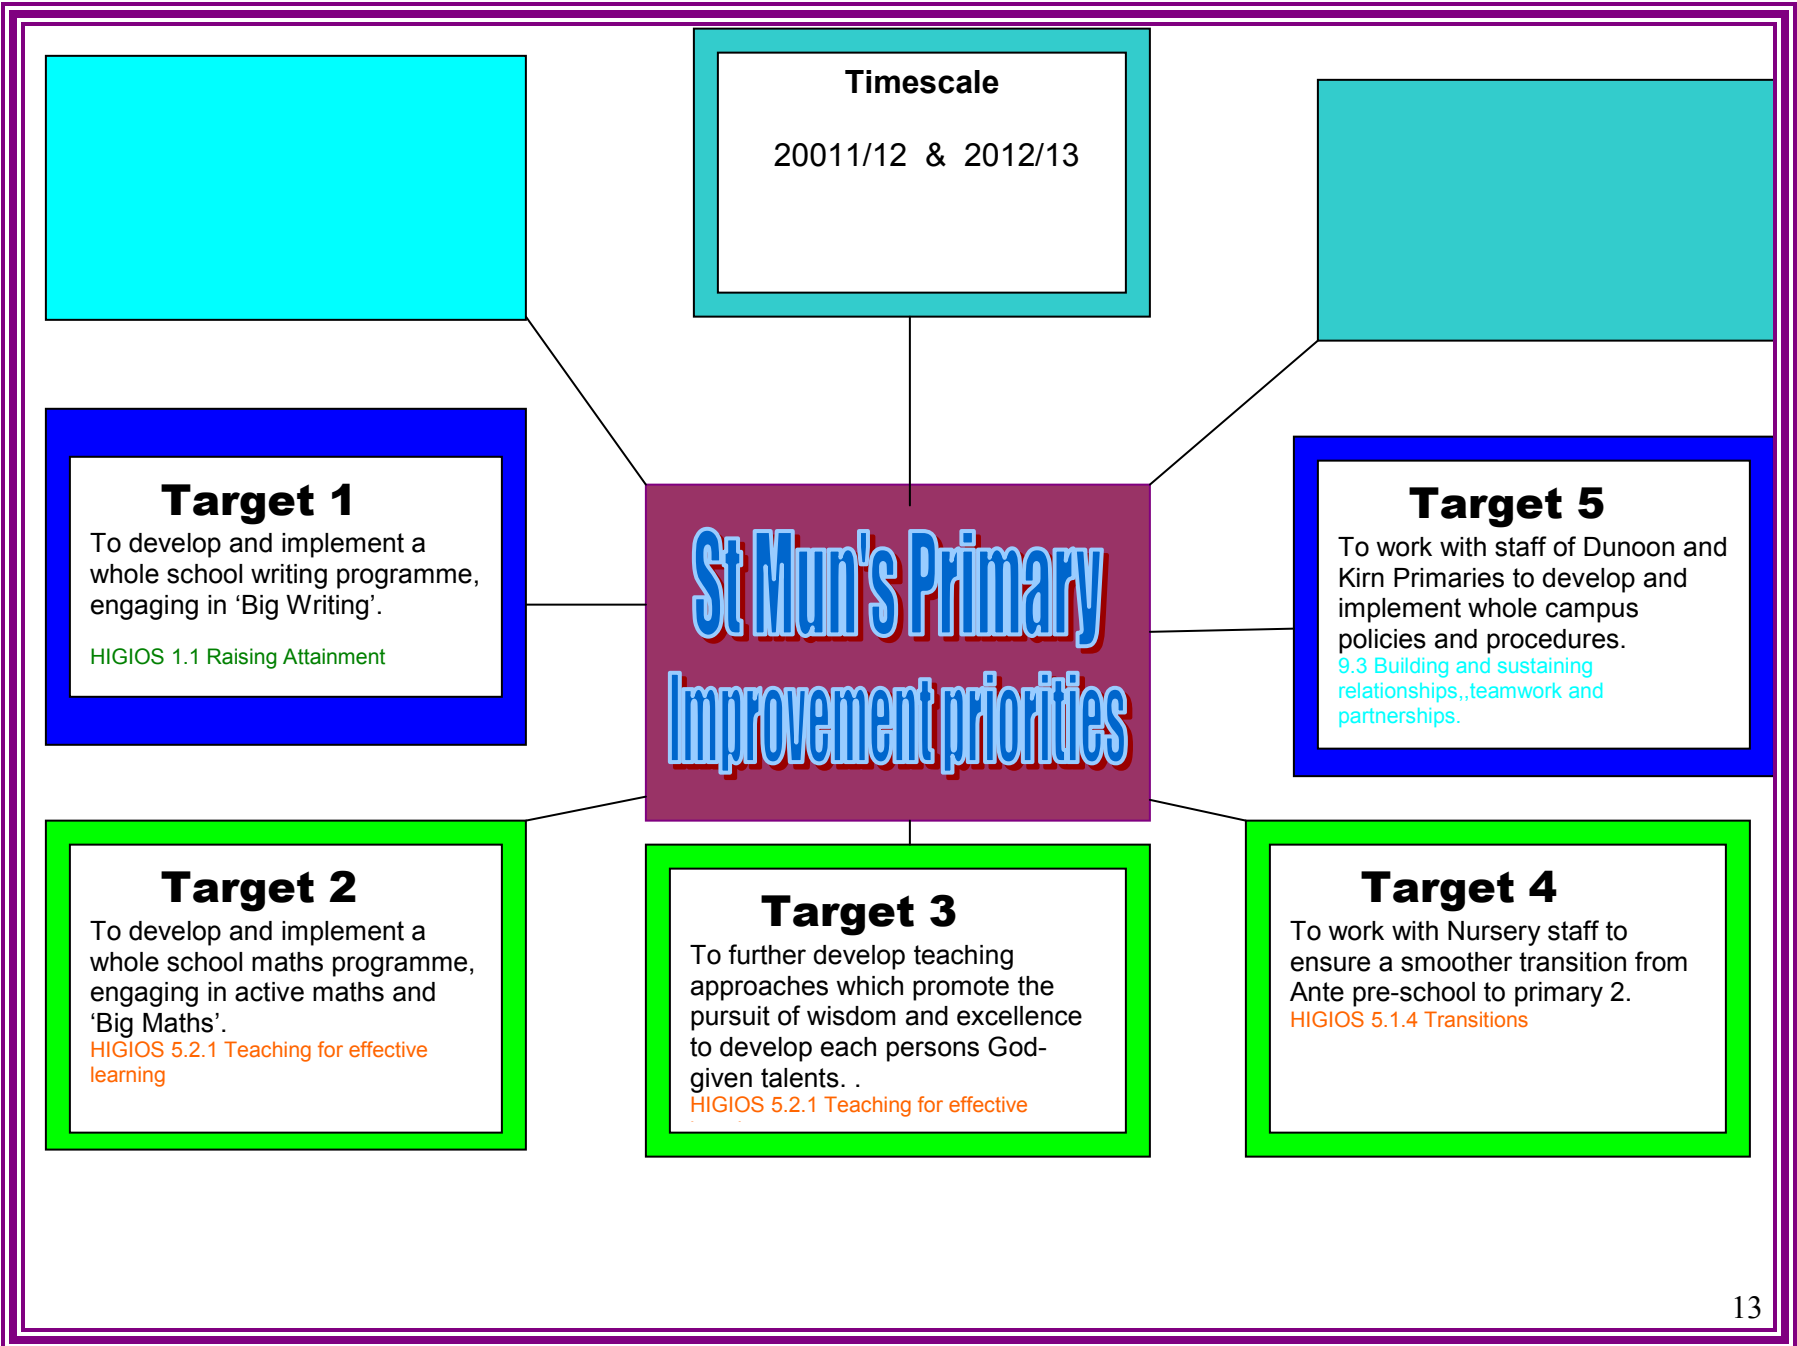 Timescale
20011/12 & 2012/13
St Mun's Primary
Improvement priorities
Target 1
To develop and implement a
whole school writing programme,
engaging in ‘Big Writing’.
HIGIOS 1.1 Raising Attainment
Target 5
To work with staff of Dunoon and
Kirn Primaries to develop and
implement whole campus
policies and procedures.
9.3 Building and sustaining
relationships,,teamwork and
partnerships.
Target 2
To develop and implement a
whole school maths programme,
engaging in active maths and
‘Big Maths’.
HIGIOS 5.2.1 Teaching for effective
learning
Target 3
To further develop teaching
approaches which promote the
pursuit of wisdom and excellence
to develop each persons God-
given talents. .
HIGIOS 5.2.1 Teaching for effective
Target 4
To work with Nursery staff to
ensure a smoother transition from
Ante pre-school to primary 2.
HIGIOS 5.1.4 Transitions
13